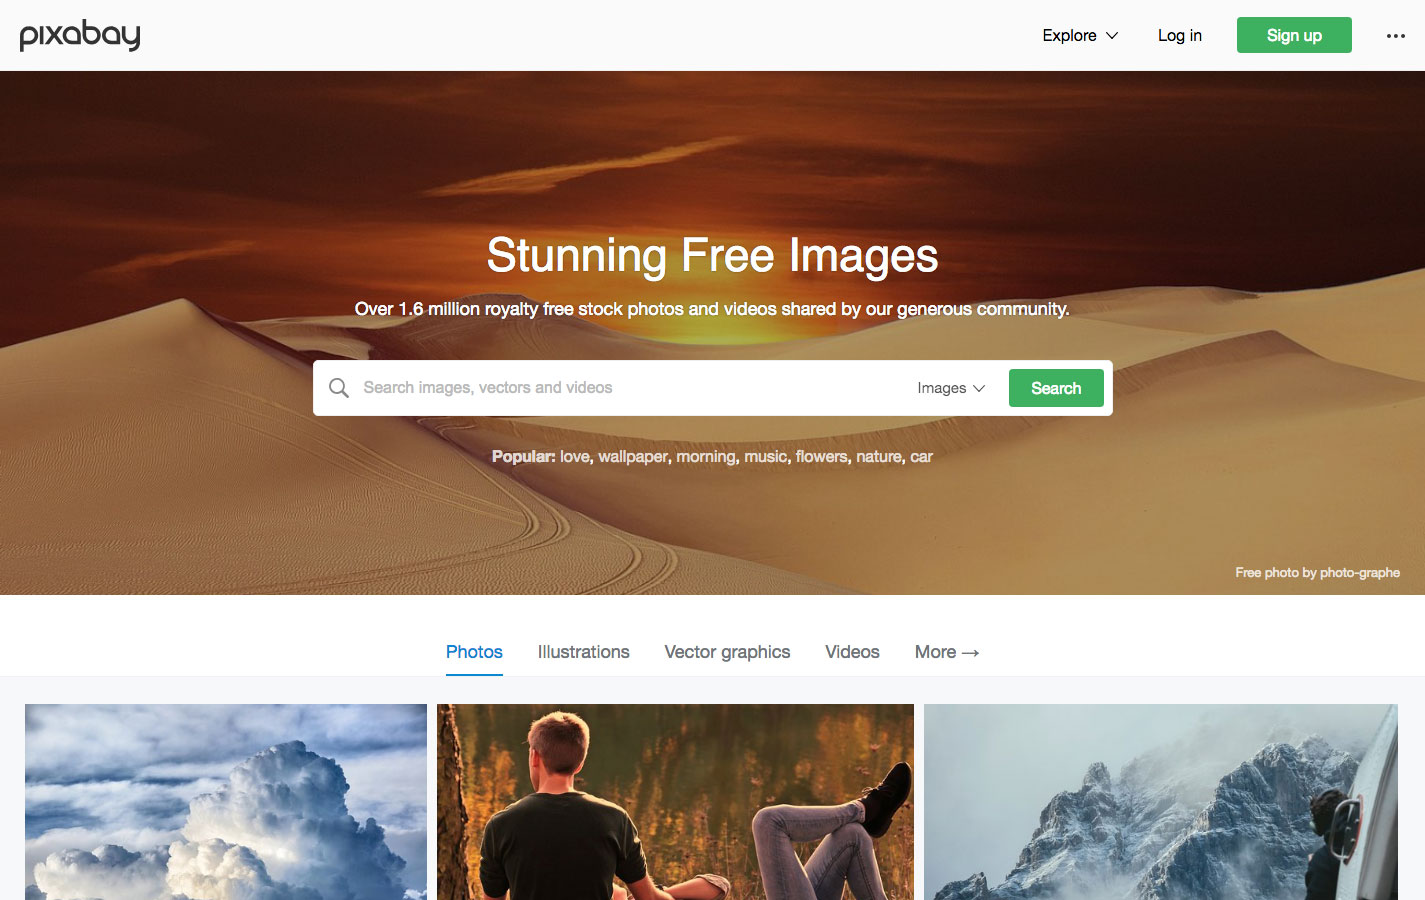 pixabay
Explore
Log in
Sign up
Stunning Free Images
Over 1.6 million royalty free stock photos and videos shared by our generous community.
Search images, vectors and videos
Images
Search
Popular: love, wallpaper, morning, music, flowers, nature, car
Free photo by photo-graphe
Photos
Illustrations
Vector graphics
Videos
More →